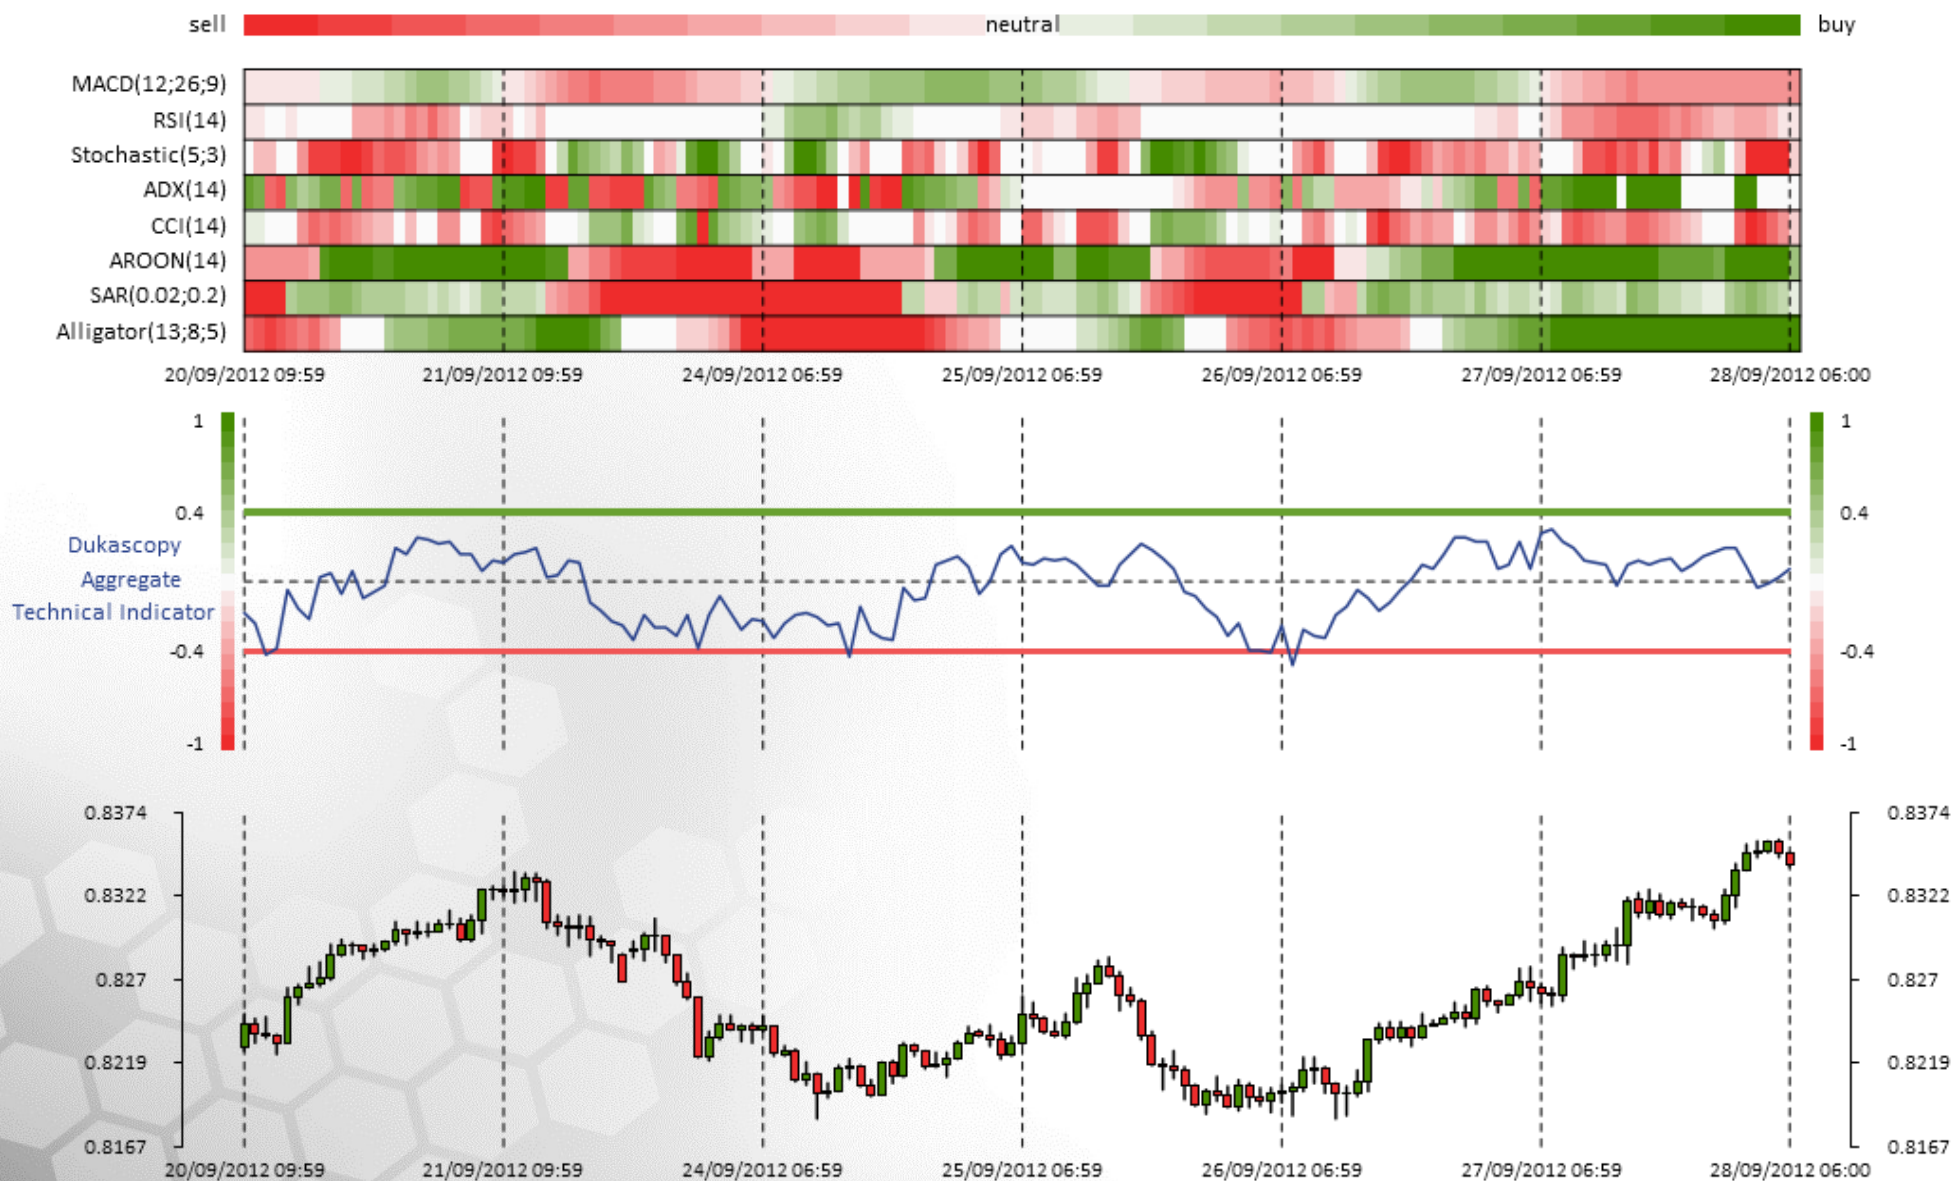 sell neutral buy
MACD(12;26;9)
RSI(14)
Stochastic(5;3)
ADX(14)
CCI(14)
AROON(14)
SAR(0.02;0.2)
Alligator(13;8;5)
20/09/2012 09:59 21/09/2012 09:59 24/09/2012 06:59 25/09/2012 06:59 26/09/2012 06:59 27/09/2012 06:59 28/09/2012 06:00
1 1
0.4 0.4
Dukascopy
Aggregate
Technical Indicator
-0.4 -0.4
-1 -1
0.8374 0.8374
0.8322 0.8322
0.827 0.827
0.8219 0.8219
0.8167 0.8167
20/09/2012 09:59 21/09/2012 09:59 24/09/2012 06:59 25/09/2012 06:59 26/09/2012 06:59 27/09/2012 06:59 28/09/2012 06:00